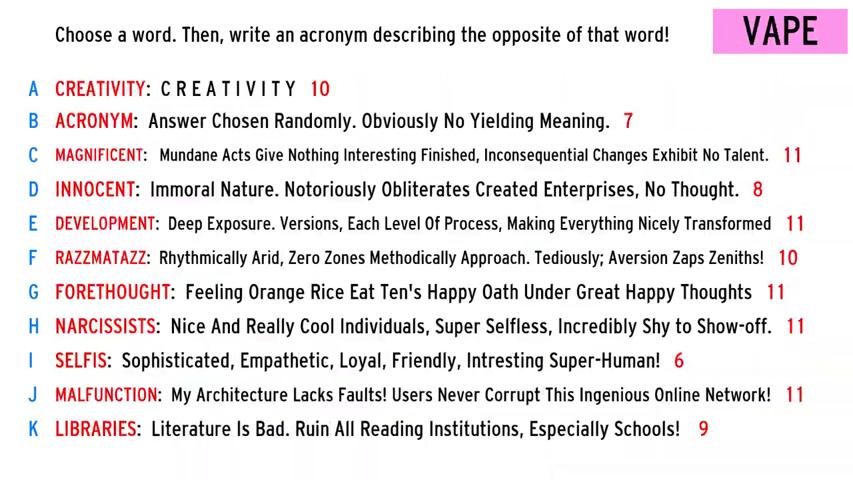 Choose a word. Then, write an acronym describing the opposite of that word!
VAPE
A CREATIVITY: C R E A T I V I T Y 10
B ACRONYM: Answer Chosen Randomly. Obviously No Yielding Meaning. 7
C MAGNIFICENT: Mundane Acts Give Nothing Interesting Finished, Inconsequential Changes Exhibit No Talent. 11
D INNOCENT: Immoral Nature. Notoriously Obliterates Created Enterprises, No Thought. 8
E DEVELOPMENT: Deep Exposure. Versions, Each Level Of Process, Making Everything Nicely Transformed 11
F RAZZMATAZZ: Rhythmically Arid, Zero Zones Methodically Approach. Tediously; Aversion Zaps Zeniths! 10
G FORETHOUGHT: Feeling Orange Rice Eat Ten's Happy Oath Under Great Happy Thoughts 11
H NARCISSISTS: Nice And Really Cool Individuals, Super Selfless, Incredibly Shy to Show-off. 11
I SELFIS: Sophisticated, Empathetic, Loyal, Friendly, Intresting Super-Human! 6
J MALFUNCTION: My Architecture Lacks Faults! Users Never Corrupt This Ingenious Online Network! 11
K LIBRARIES: Literature Is Bad. Ruin All Reading Institutions, Especially Schools! 9